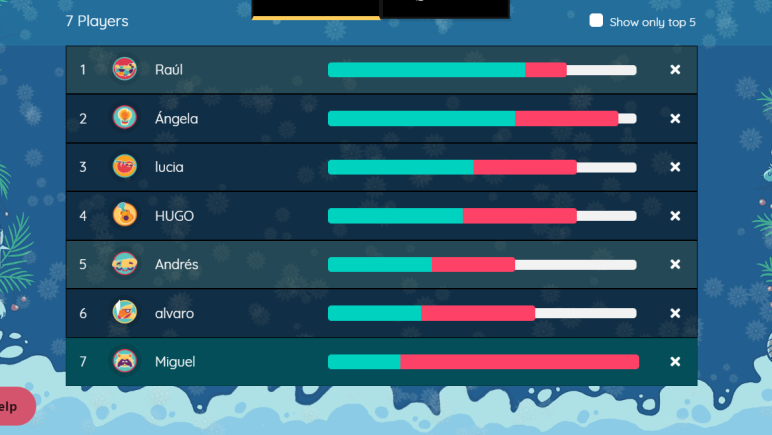 7 Players
Show only top 5
1 Raúl
2 Ángela
3 lucia
4 HUGO
5 Andrés
6 alvaro
7 Miguel
elp